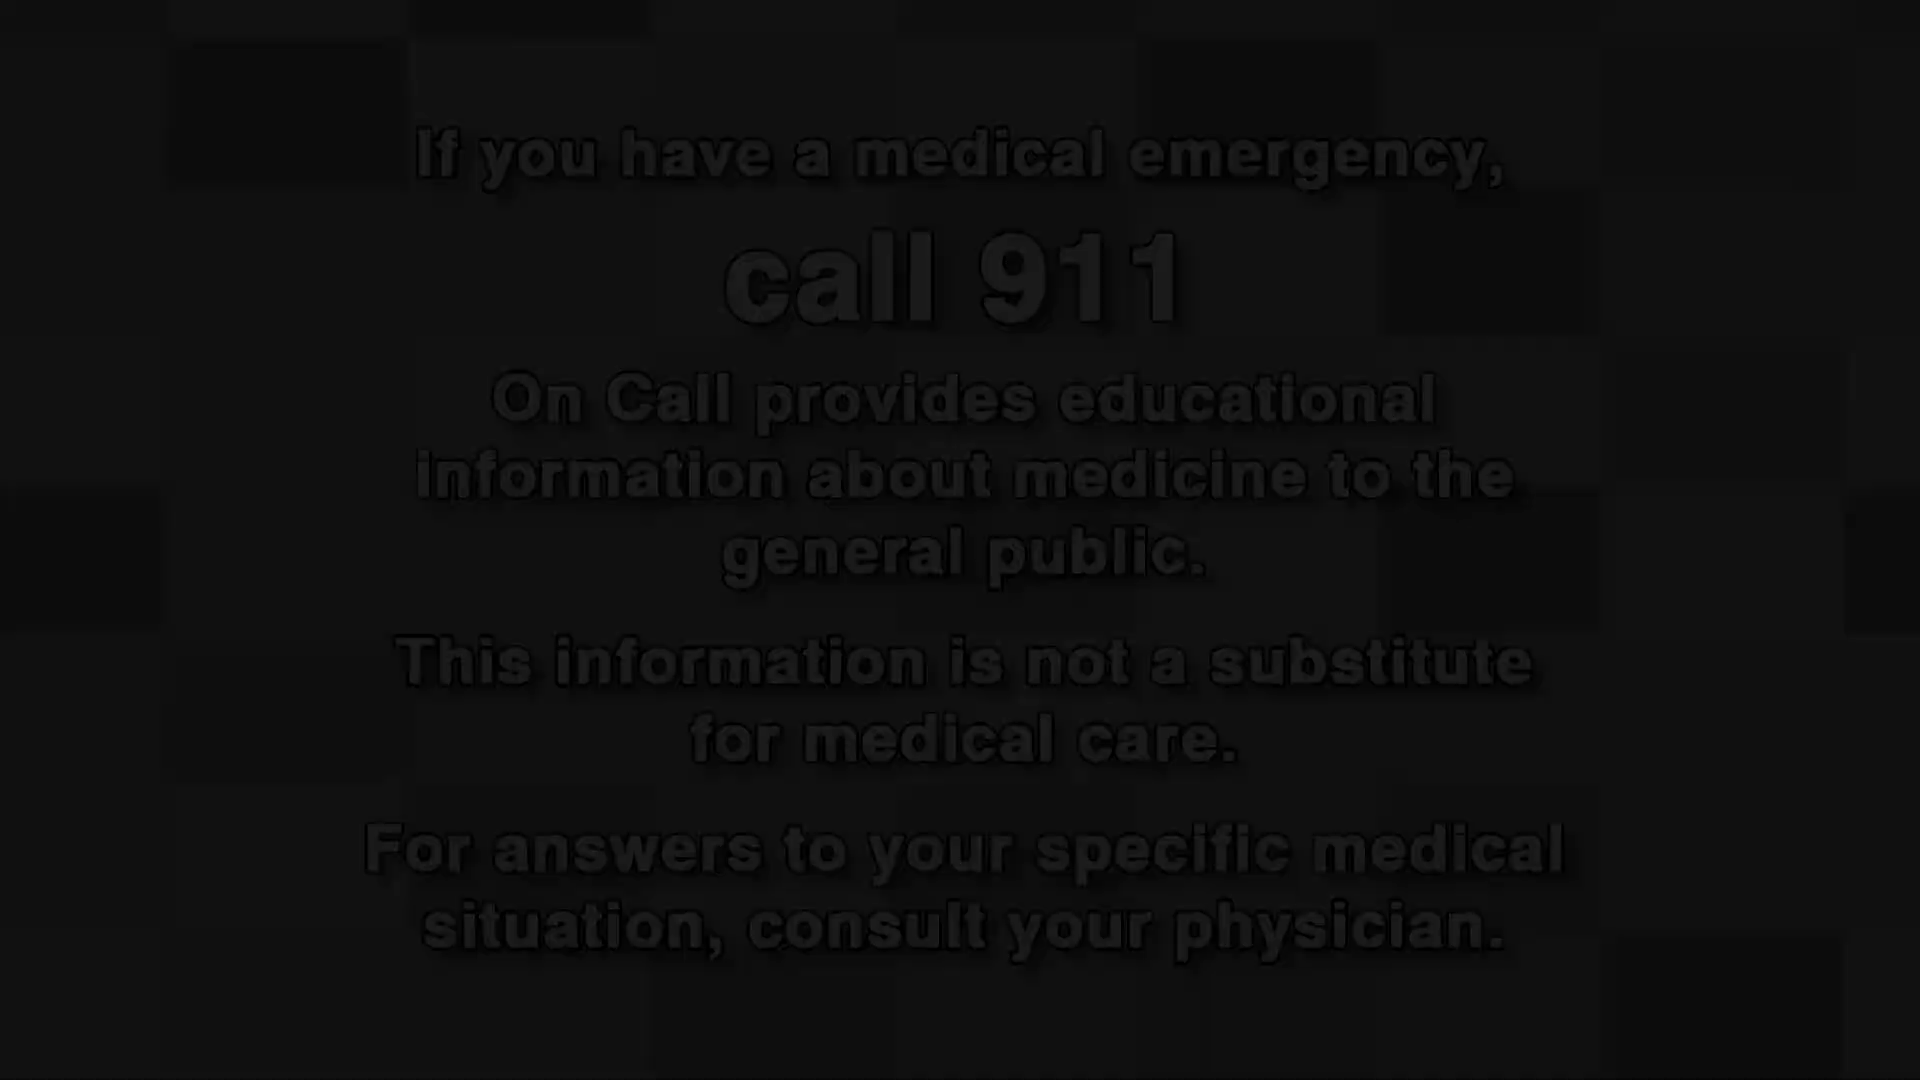 If you have a medical emergency,
call 911
On Call provides educational
information about medicine to the
general public.
This information is not a substitute
for medical care.
For answers to your specific medical
situation, consult your physician.